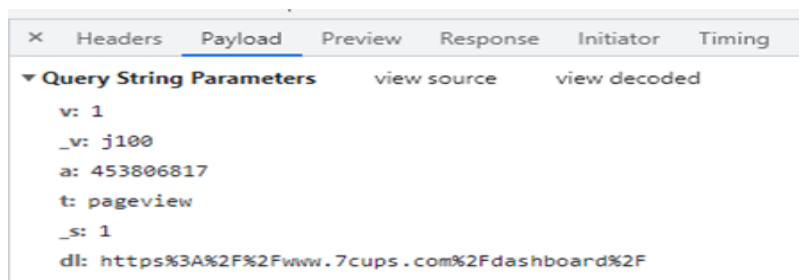 × Headers Payload Preview Response Initiator Timing
▼ Query String Parameters view source view decoded
v: 1
_v: j100
a: 453806817
t: pageview
_s: 1
dl: https%3A%2F%2Fwww.7cups.com%2Fdashboard%2F